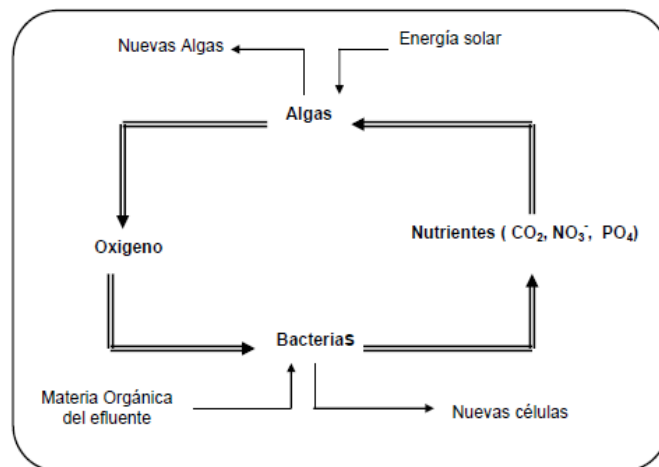 Nuevas Algas
Energía solar
Algas
Oxigeno
Nutrientes ( CO₂, NO₃⁻, PO₄)
Bacterias
Materia Orgánica
del efluente
Nuevas células